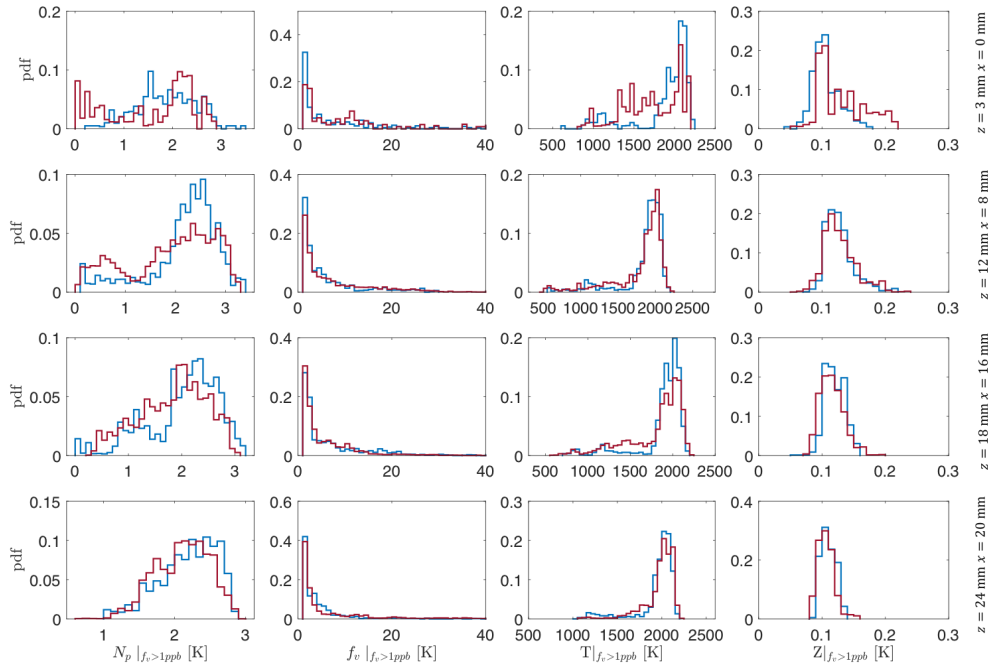 0.2 0.6 0.2 0.3
pdf 0.1 0.4 0.1 0.2
0.2 0.1
0 0 0 0
0 1 2 3 0 20 40 1000 1500 2000 2500 0 0.1 0.2 0.3
z = 3 mm x = 0 mm
0.1 0.6 0.2 0.3
pdf 0.05 0.4 0.1 0.2
0.2 0.1
0 0 0 0
0 1 2 3 0 20 40 500 1000 1500 2000 2500 0 0.1 0.2 0.3
z = 12 mm x = 8 mm
0.1 0.4 0.2 0.3
pdf 0.05 0.2 0.1 0.2
0.1
0 0 0 0
0 1 2 3 0 20 40 500 1000 1500 2000 2500 0 0.1 0.2 0.3
z = 18 mm x = 16 mm
0.15 0.6 0.3
pdf 0.1 0.4 0.2 0.4
0.05 0.2 0.1 0.2
0 0 0 0
1 2 3 20 40 500 1000 1500 2000 2500 0 0.1 0.2 0.3
N_p |_{f_v>1ppb} [K] f_v |_{f_v>1ppb} [K] T|_{f_v>1ppb} [K] Z|_{f_v>1ppb} [K]
z = 24 mm x = 20 mm